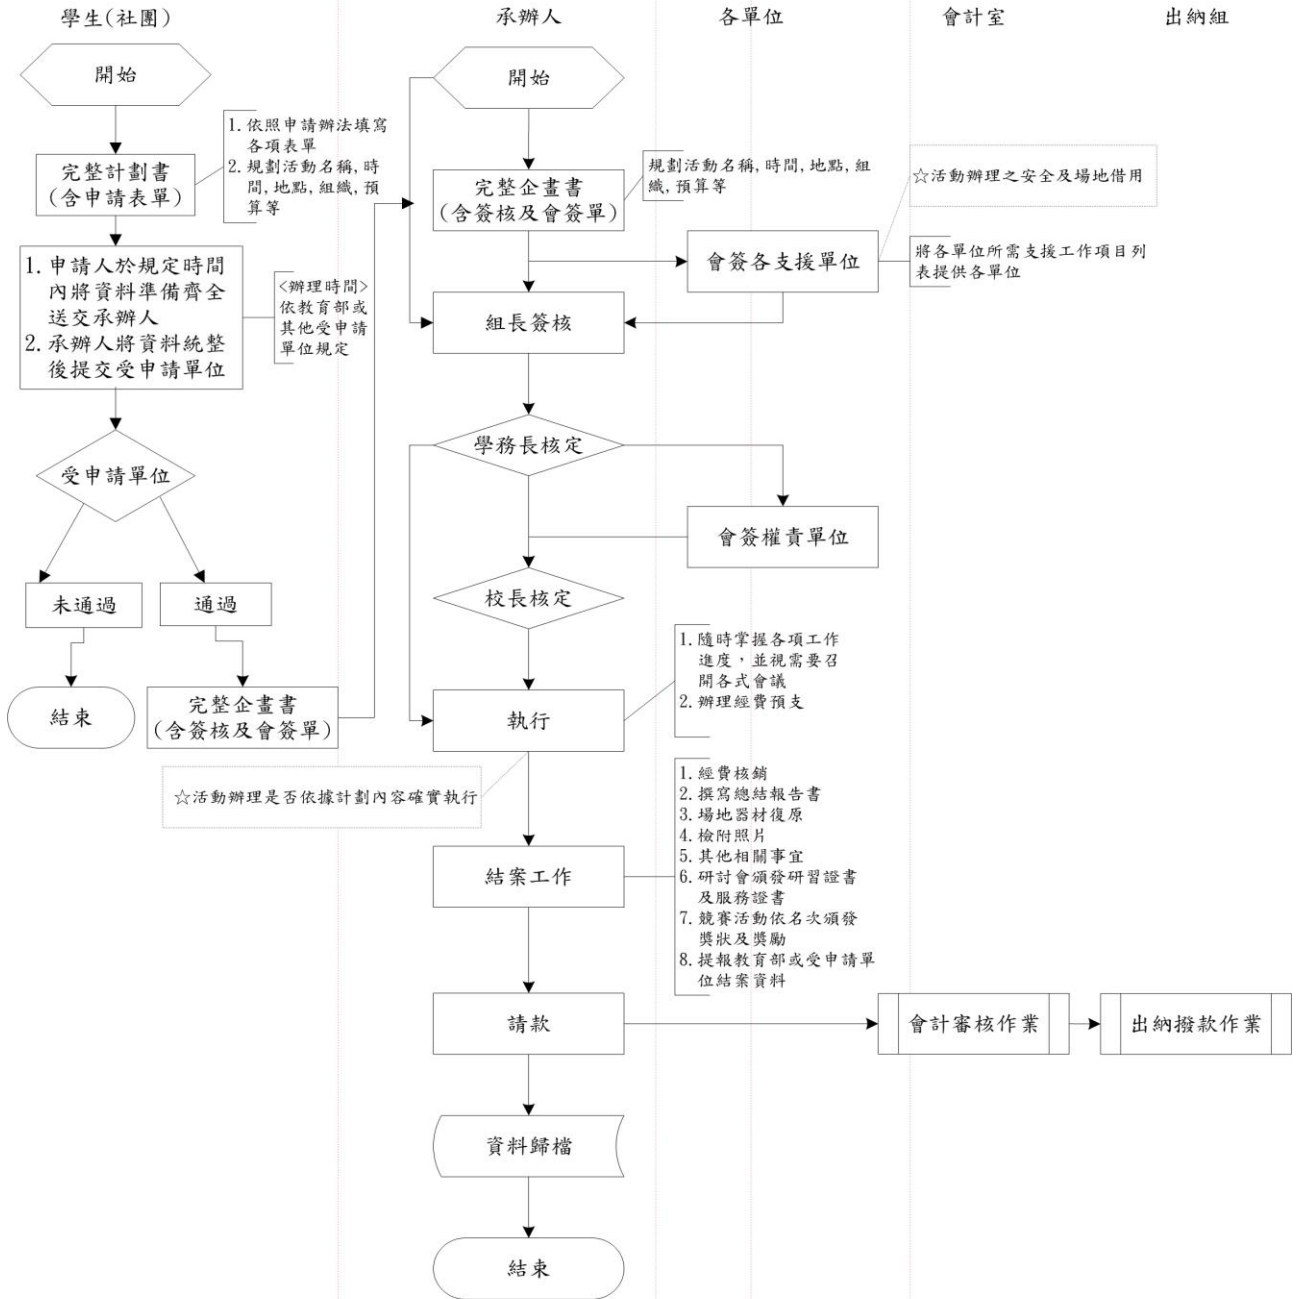 學生(社團)
承辦人
各單位
會計室
出納組
開始
1. 依照申請辦法填寫
各項表單
2. 規劃活動名稱, 時
間, 地點, 組織, 預
算等
完整計劃書
(含申請表單)
1. 申請人於規定時間
內將資料準備齊全
送交承辦人
2. 承辦人將資料統整
後提交受申請單位
<辦理時間>
依教育部或
其他受申請
單位規定
受申請單位
未通過
通過
結束
完整企畫書
(含簽核及會簽單)
開始
完整企畫書
(含簽核及會簽單)
規劃活動名稱, 時間, 地點, 組
織, 預算等
☆活動辦理之安全及場地借用
會簽各支援單位
將各單位所需支援工作項目列
表提供各單位
組長簽核
學務長核定
會簽權責單位
校長核定
1. 隨時掌握各項工作
進度，並視需要召
開各式會議
2. 辦理經費預支
執行
☆活動辦理是否依據計劃內容確實執行
1. 經費核銷
2. 撰寫總結報告書
3. 場地器材復原
4. 檢附照片
5. 其他相關事宜
6. 研討會頒發研習證書
及服務證書
7. 競賽活動依名次頒發
獎狀及獎勵
8. 提報教育部或受申請單
位結案資料
結案工作
請款
會計審核作業
出納撥款作業
資料歸檔
結束